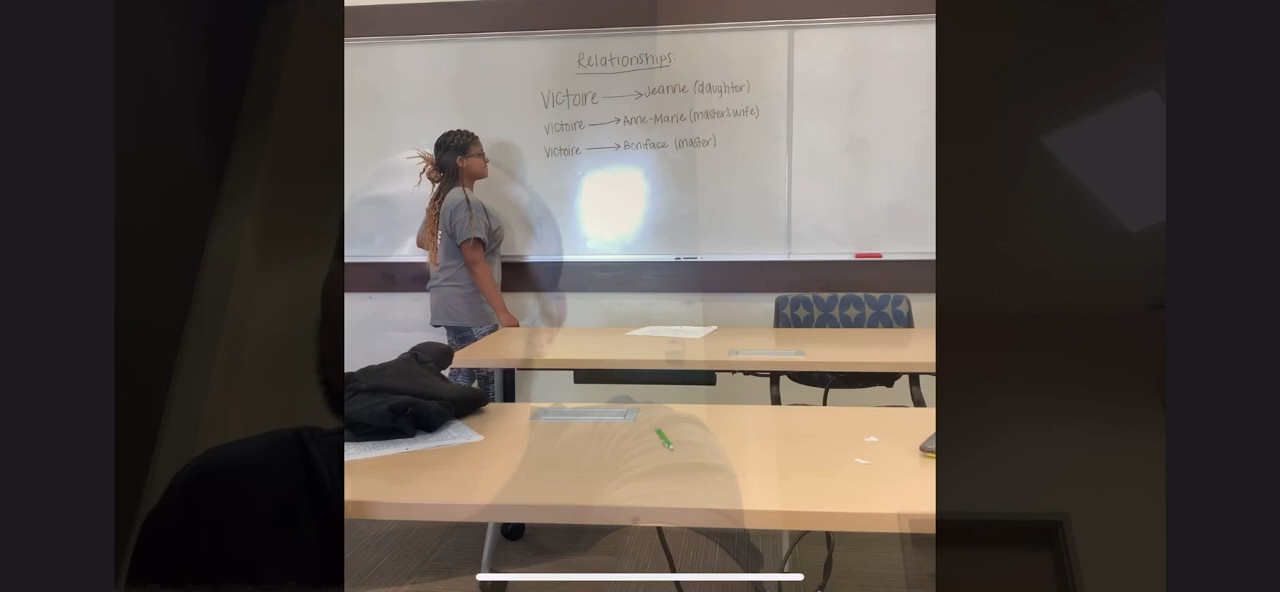 Relationships:
Victoire → Jeanne (daughter)
Victoire → Anne-Marie (master's wife)
Victoire → Boniface (master)